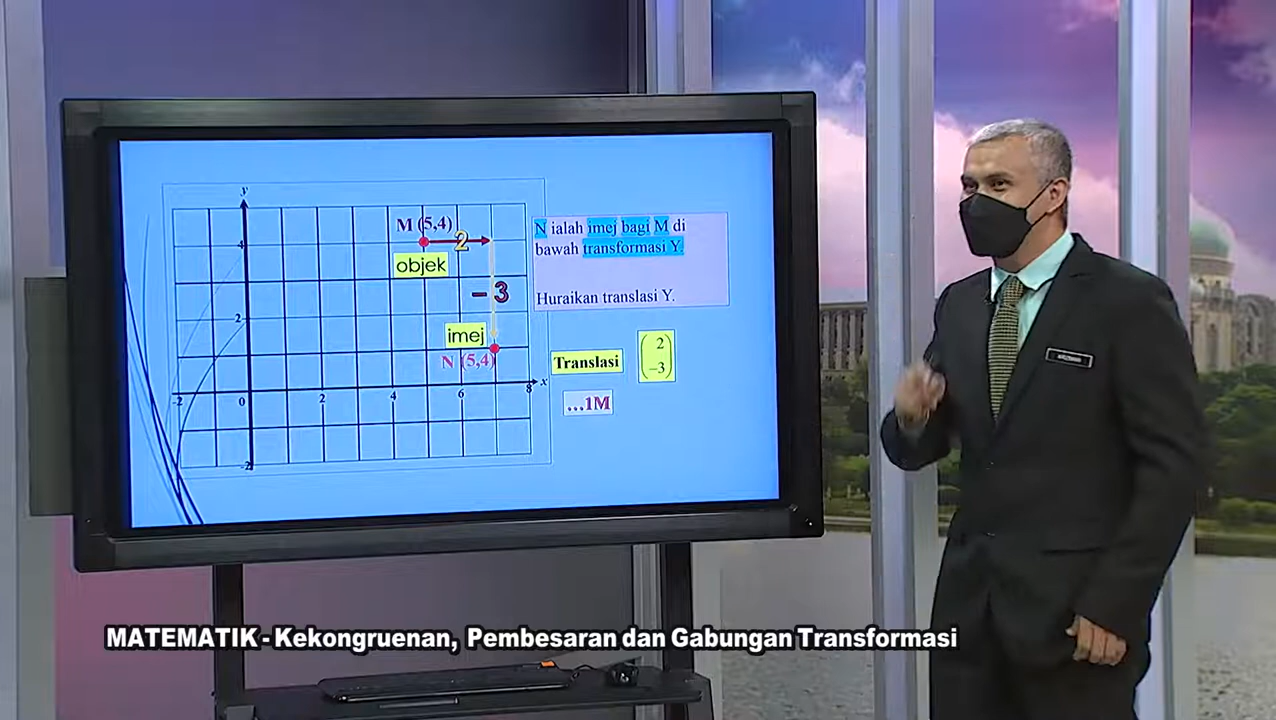 y
M (5,4)
2
4
objek
N ialah imej bagi M di
bawah transformasi Y.
– 3
Huraikan translasi Y.
2
imej
N (5,4)
Translasi
2
–3
-2 0 2 4 6 8 x
...1M
-2
MATEMATIK - Kekongruenan, Pembesaran dan Gabungan Transformasi